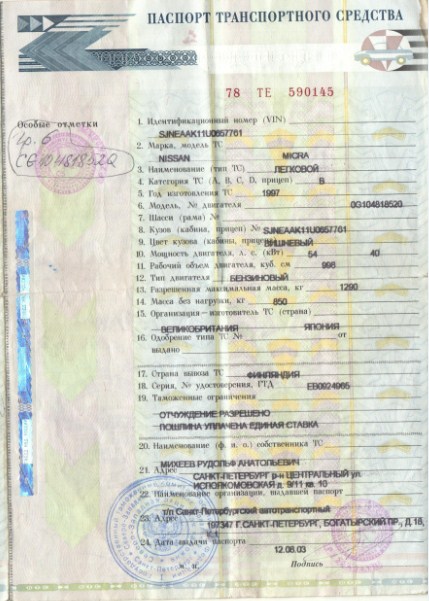 ПАСПОРТ ТРАНСПОРТНОГО СРЕДСТВА
78 ТЕ 590145
Особые отметки
гр. 6
CG104818520
1. Идентификационный номер (VIN)
SJNEAAK11U0657761
2. Марка, модель ТС
NISSAN MICRA
3. Наименование (тип ТС) ЛЕГКОВОЙ
4. Категория ТС (A, B, C, D, прицеп) B
5. Год изготовления ТС 1997
6. Модель, № двигателя 0G104818520
7. Шасси (рама) №
8. Кузов (кабина, прицеп) № SJNEAAK11U0657761
9. Цвет кузова (кабины, прицепа) ВИШНЕВЫЙ
10. Мощность двигателя, л. с. (кВт) 54 40
11. Рабочий объем двигателя, куб. см 998
12. Тип двигателя БЕНЗИНОВЫЙ
13. Разрешенная максимальная масса, кг 1290
14. Масса без нагрузки, кг 850
15. Организация—изготовитель ТС (страна)
ВЕЛИКОБРИТАНИЯ ЯПОНИЯ
16. Одобрение типа ТС № от
выдано
17. Страна вывоза ТС ФИНЛЯНДИЯ
18. Серия, № удостоверения, ГТД ЕВ0924965
19. Таможенные ограничения
ОТЧУЖДЕНИЕ РАЗРЕШЕНО
ПОШЛИНА УПЛАЧЕНА ЕДИНАЯ СТАВКА
20. Наименование (ф. и. о.) собственника ТС
МИХЕЕВ РУДОЛЬФ АНАТОЛЬЕВИЧ
21. Адрес САНКТ-ПЕТЕРБУРГ р-н ЦЕНТРАЛЬНЫЙ ул.
ИСПОЛКОМОВСКАЯ д. 9/11 кв. 10
22. Наименование организации, выдавшей паспорт
т/п Санкт-Петербургский автотранспортный
23. Адрес 197347 Г.САНКТ-ПЕТЕРБУРГ, БОГАТЫРСКИЙ ПР., Д.18,
24. Дата выдачи паспорта 12.08.03
М. П. Подпись